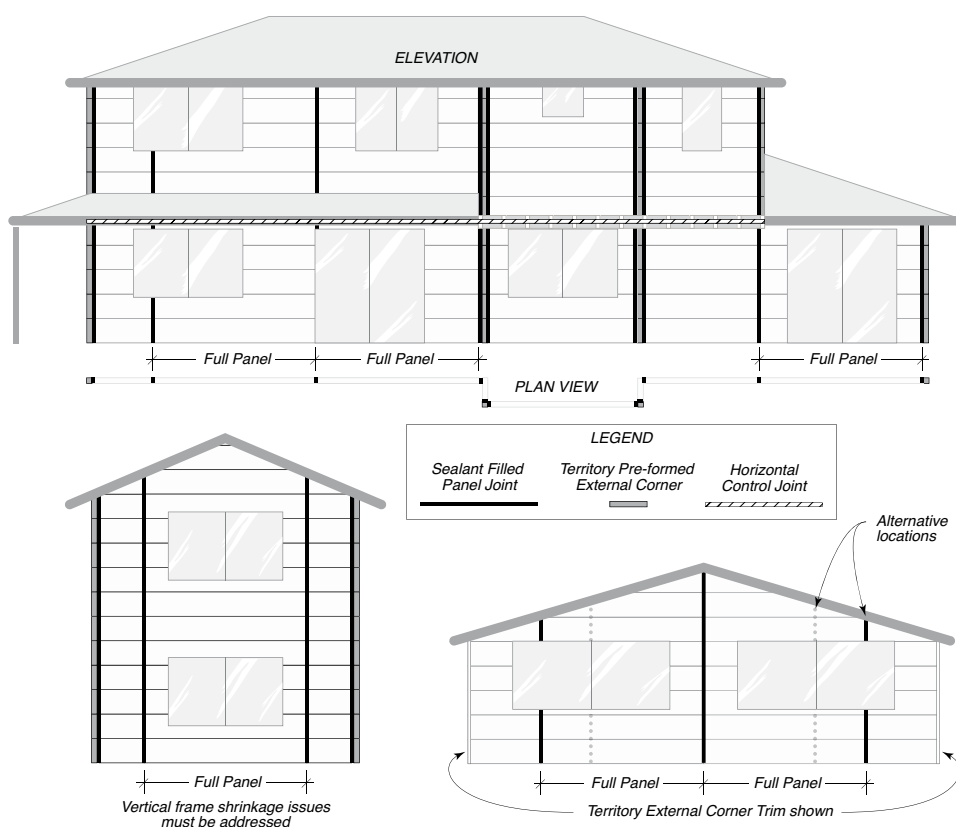 ELEVATION
Full Panel
Full Panel
Full Panel
PLAN VIEW
LEGEND
Sealant Filled
Panel Joint
Territory Pre-formed
External Corner
Horizontal
Control Joint
Alternative
locations
Full Panel
Vertical frame shrinkage issues
must be addressed
Full Panel
Full Panel
Territory External Corner Trim shown